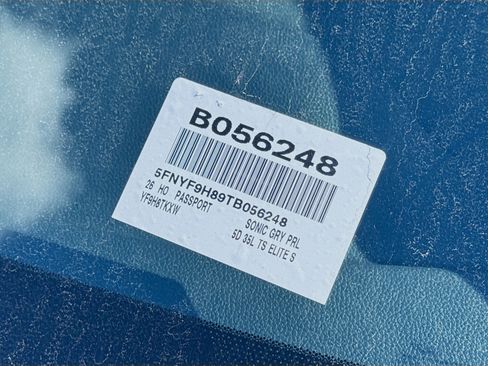 B056248
5FNYF9H89TB056248
26 HO PASSPORT SONIC GRY PRL
YF9H8TKXW 5D 35L TS ELITE S